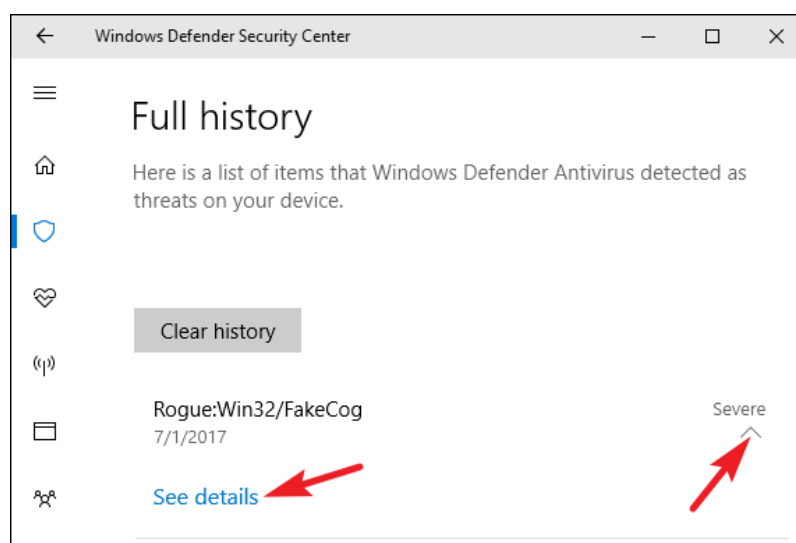 Windows Defender Security Center
Full history
Here is a list of items that Windows Defender Antivirus detected as
threats on your device.
Clear history
Rogue:Win32/FakeCog
Severe
7/1/2017
See details